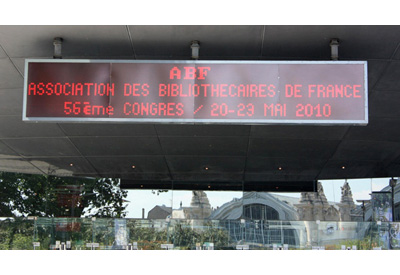 ABF
ASSOCIATION DES BIBLIOTHECAIRES DE FRANCE
56ème CONGRES / 20-23 MAI 2010